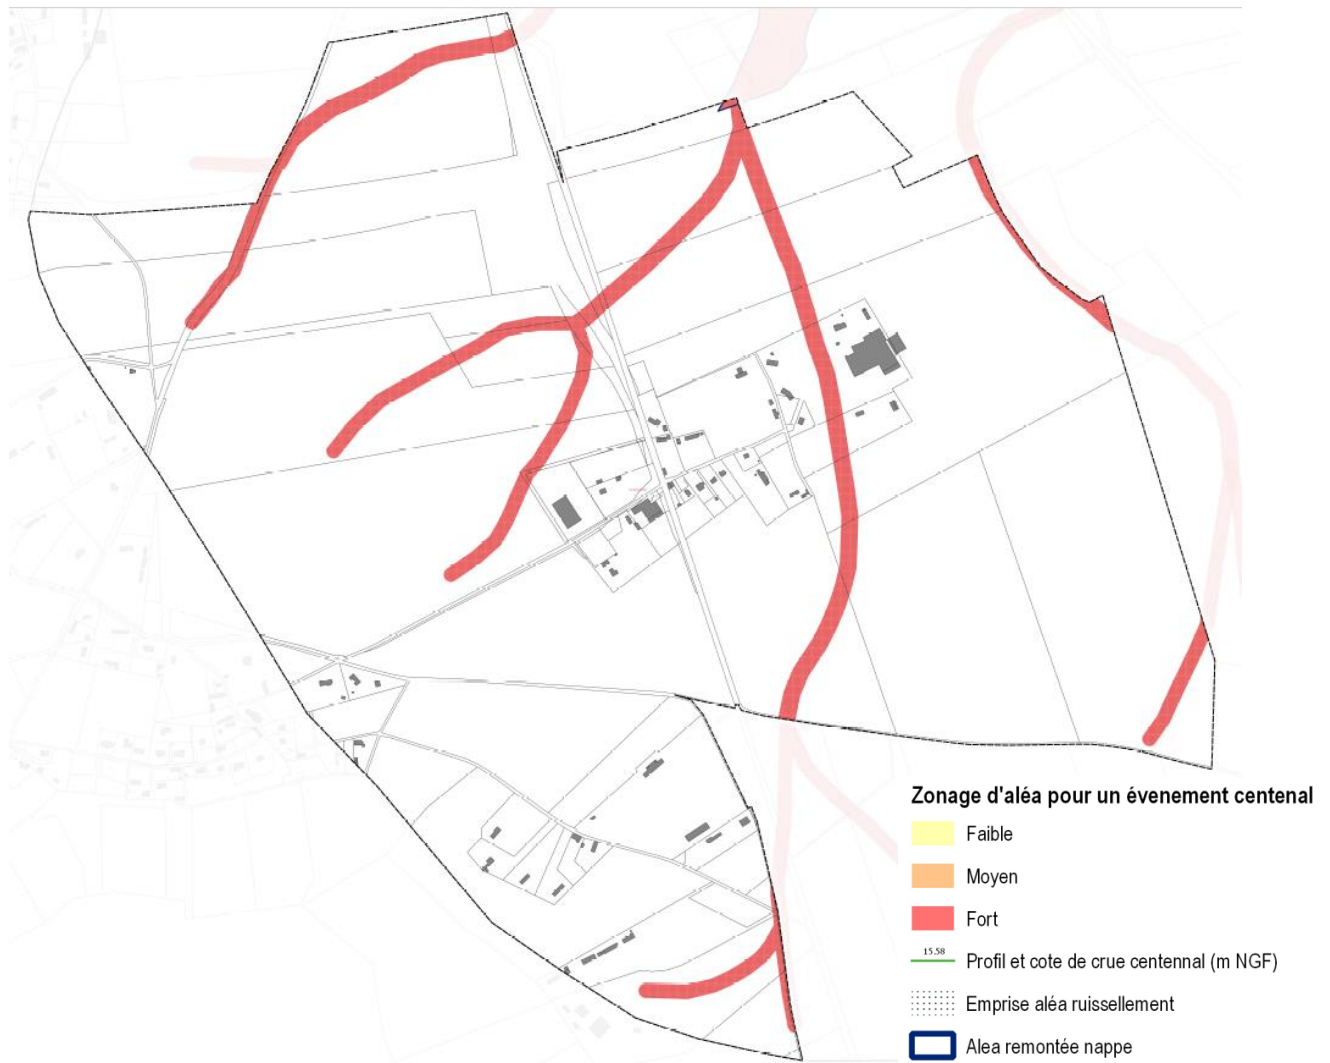 Zonage d'aléa pour un évenement centenal
Faible
Moyen
Fort
15.58
Profil et cote de crue centennal (m NGF)
Emprise aléa ruissellement
Alea remontée nappe